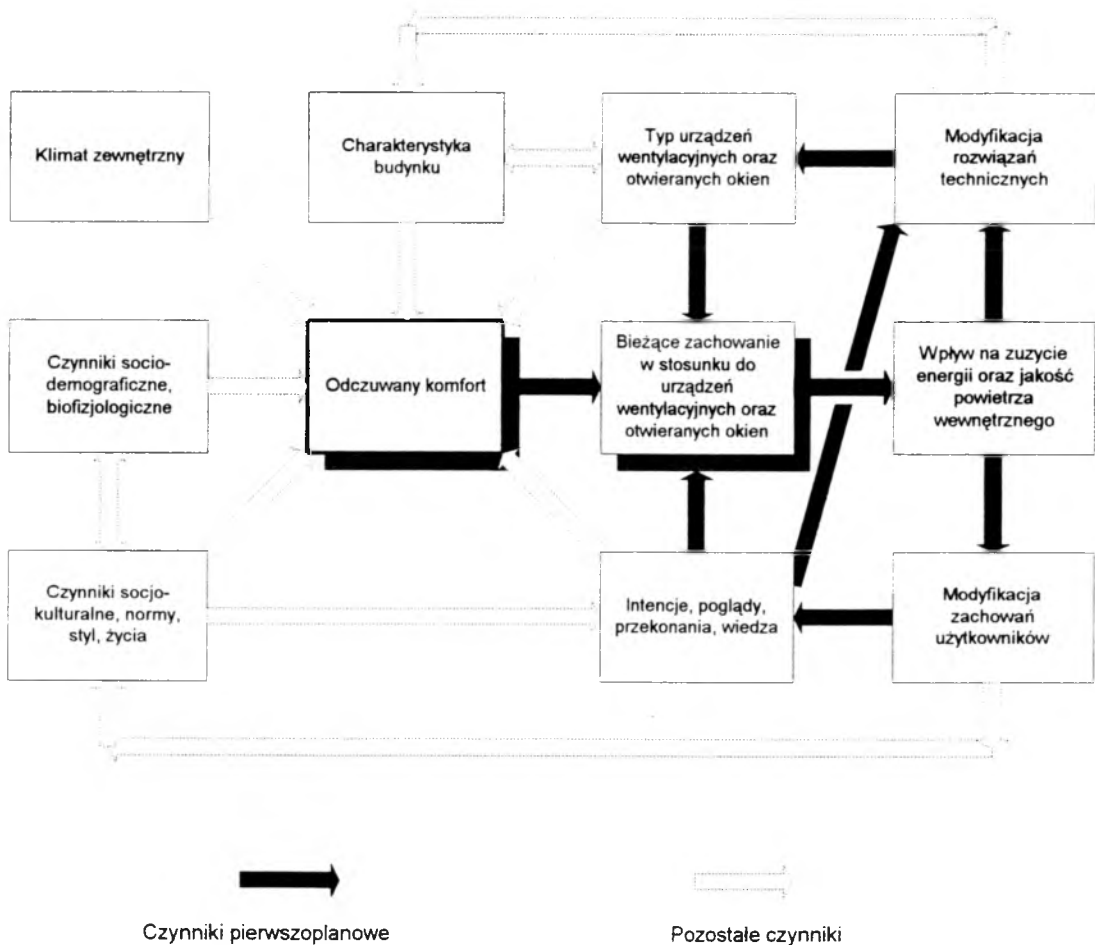 Klimat zewnętrzny
Charakterystyka
budynku
Typ urządzeń
wentylacyjnych oraz
otwieranych okien
Modyfikacja
rozwiązań
technicznych
Czynniki socio-
demograficzne,
biofizjologiczne
Odczuwany komfort
Bieżące zachowanie
w stosunku do
urządzeń
wentylacyjnych oraz
otwieranych okien
Wpływ na zuzycie
energii oraz jakość
powietrza
wewnętrznego
Czynniki socjo-
kulturalne, normy,
styl, życia
Intencje, poglądy,
przekonania, wiedza
Modyfikacja
zachowań
użytkowników
Czynniki pierwszoplanowe
Pozostałe czynniki